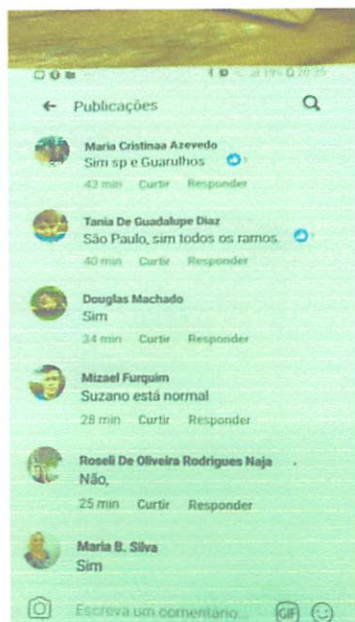 19% 20:35
Publicações
Maria Cristinaa Azevedo
Sim sp e Guarulhos
43 min Curtir Responder
Tania De Guadalupe Diaz
São Paulo, sim todos os ramos.
40 min Curtir Responder
Douglas Machado
Sim
34 min Curtir Responder
Mizael Furquim
Suzano está normal
28 min Curtir Responder
Roseli De Oliveira Rodrigues Naja
Não,
25 min Curtir Responder
Maria B. Silva
Sim
Escreva um comentário... GIF